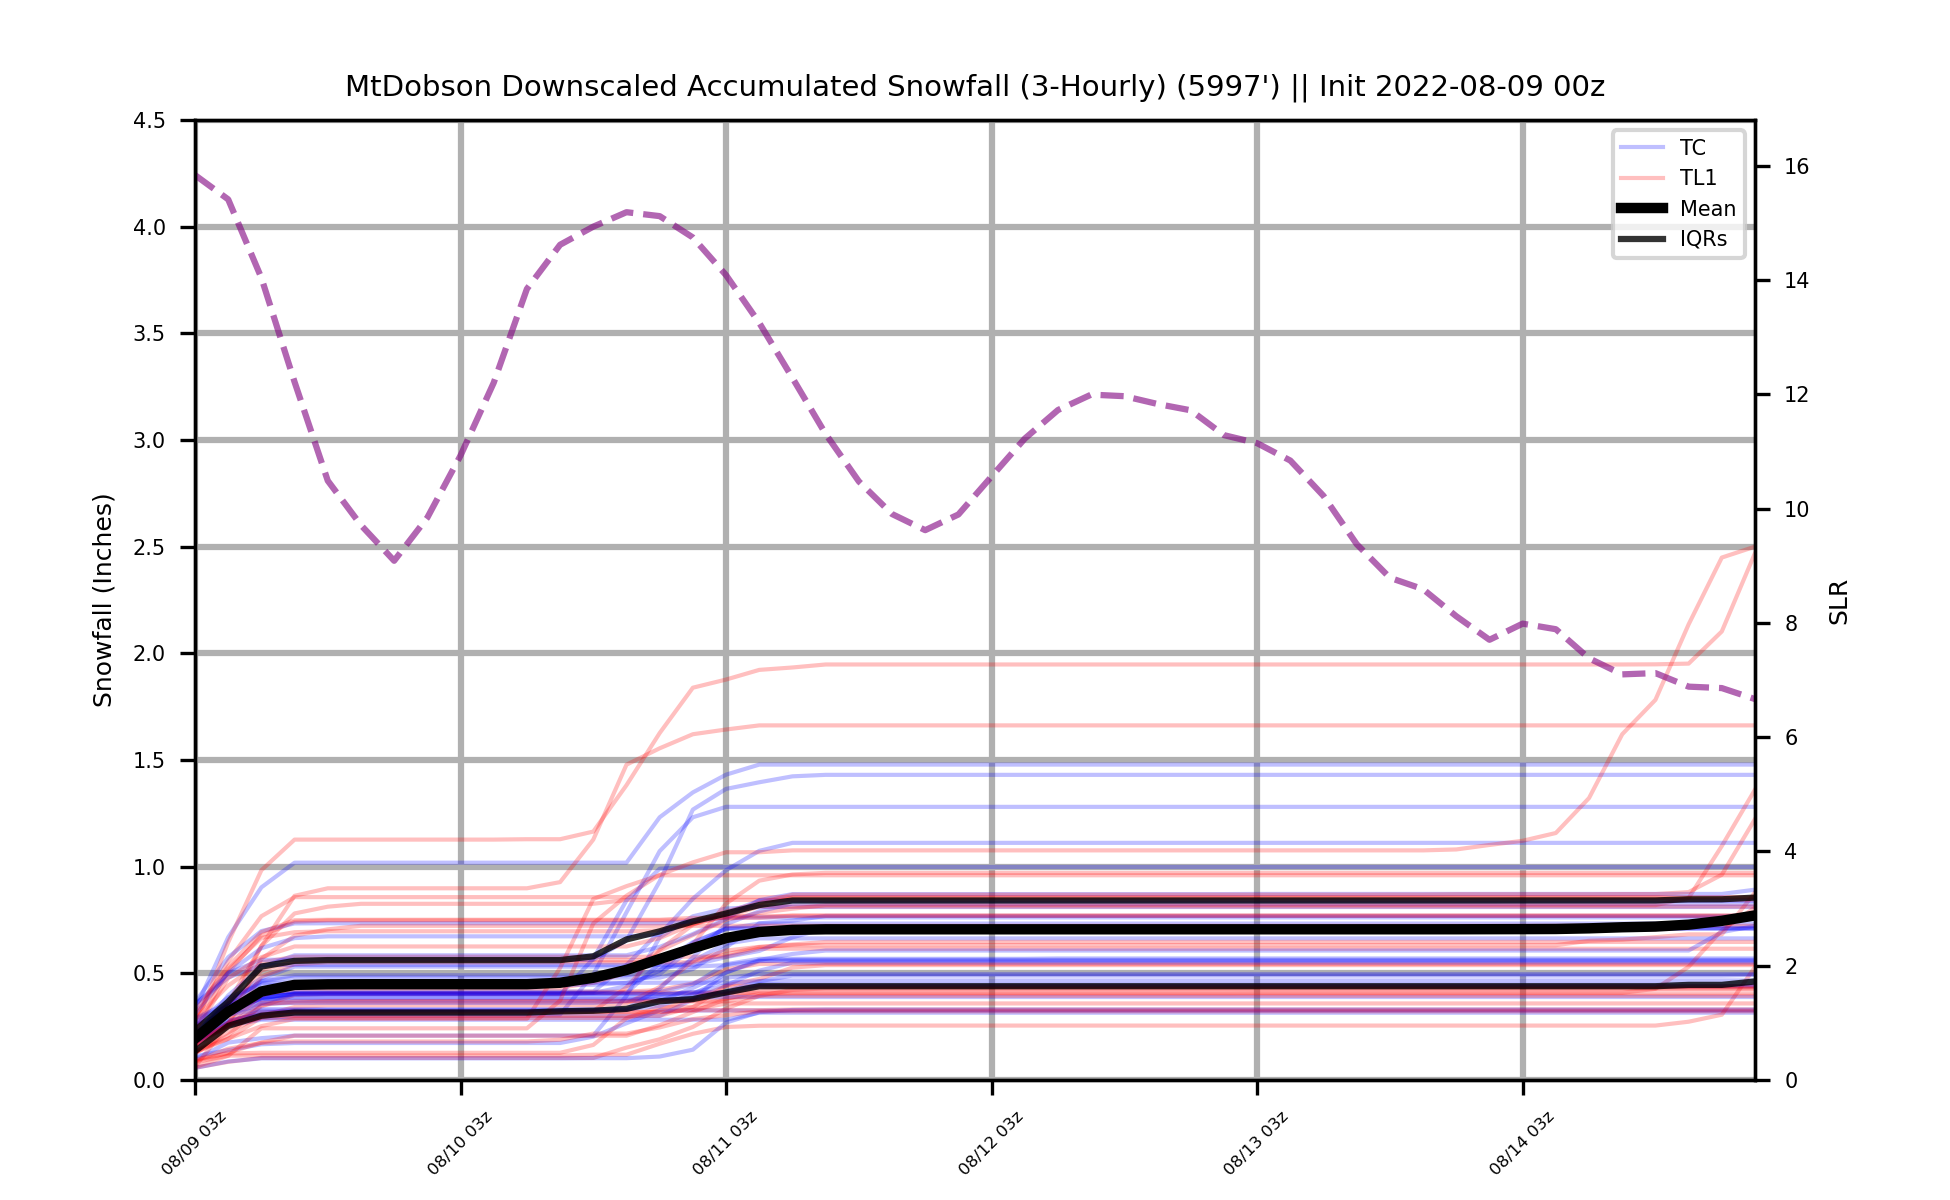 MtDobson Downscaled Accumulated Snowfall (3-Hourly) (5997') || Init 2022-08-09 00z
4.5
4.0
3.5
3.0
2.5
2.0
1.5
1.0
0.5
0.0
Snowfall (Inches)
TC
TL1
Mean
IQRs
16
14
12
10
8
6
4
2
0
SLR
08/09 03z
08/10 03z
08/11 03z
08/12 03z
08/13 03z
08/14 03z